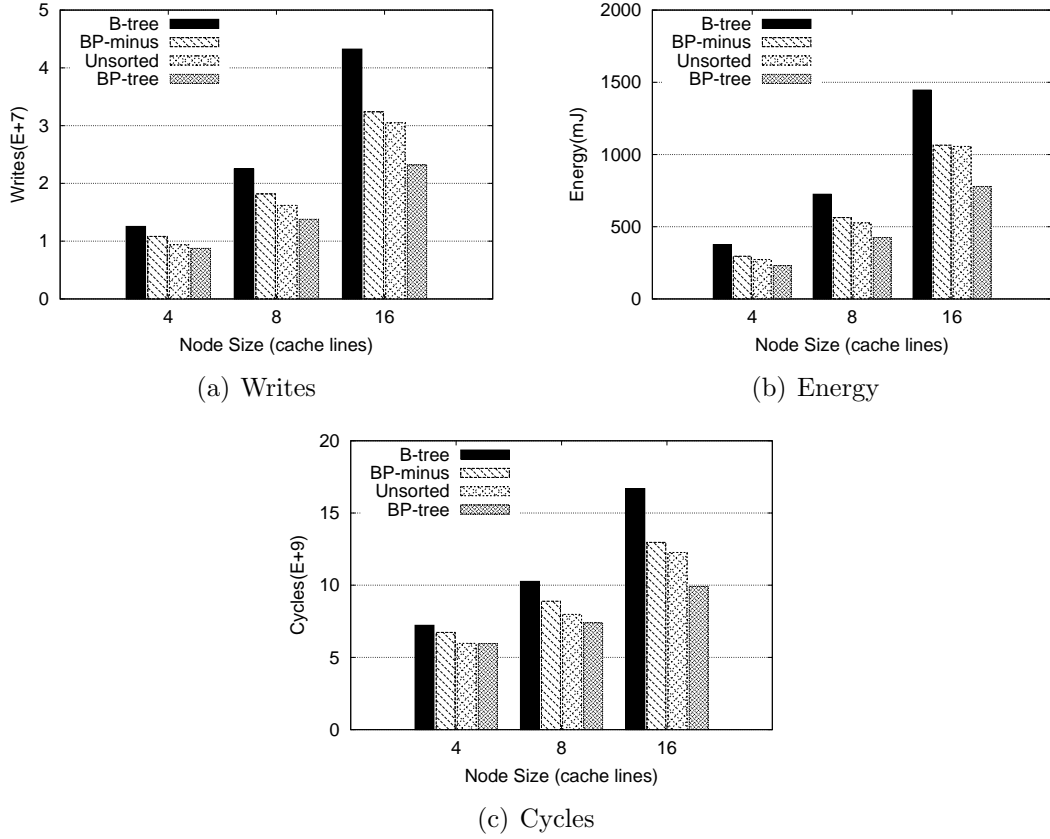 Writes(E+7)
5
4
3
2
1
0
B-tree
BP-minus
Unsorted
BP-tree
4 8 16
Node Size (cache lines)
(a) Writes
Energy(mJ)
2000
1500
1000
500
0
B-tree
BP-minus
Unsorted
BP-tree
4 8 16
Node Size (cache lines)
(b) Energy
Cycles(E+9)
20
15
10
5
0
B-tree
BP-minus
Unsorted
BP-tree
4 8 16
Node Size (cache lines)
(c) Cycles